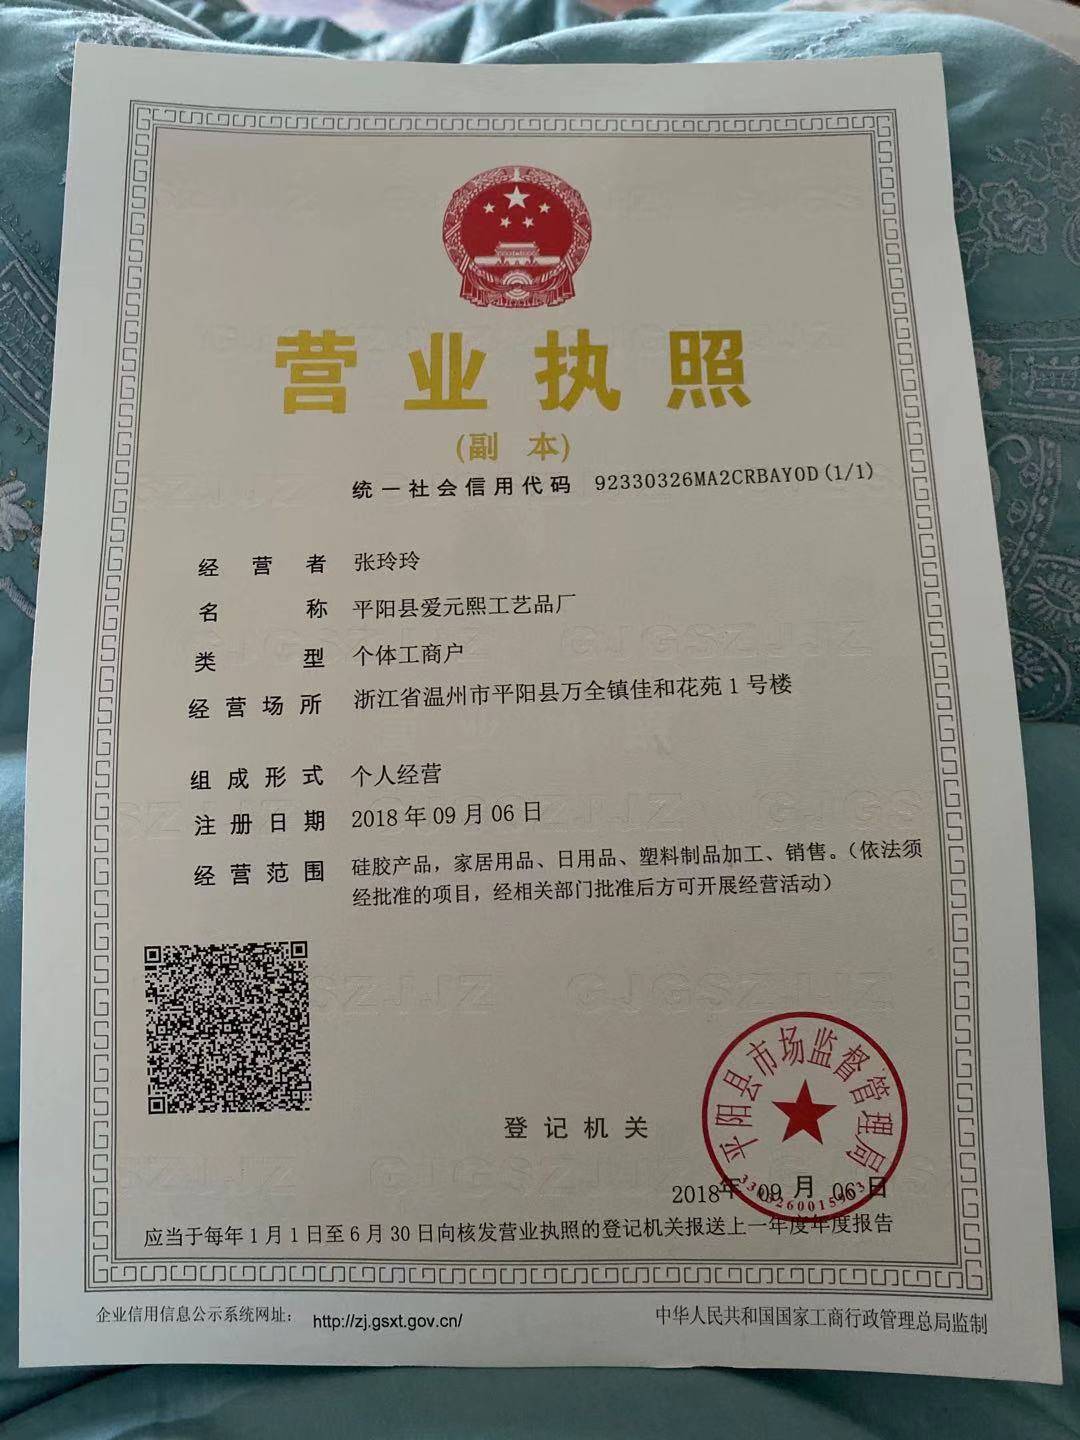 营业执照
(副 本)
统一社会信用代码 92330326MA2CRBAY0D(1/1)
经营者 张玲玲
名称 平阳县爱元熙工艺品厂
类型 个体工商户
经营场所 浙江省温州市平阳县万全镇佳和花苑1号楼
组成形式 个人经营
注册日期 2018年09月06日
经营范围 硅胶产品，家居用品、日用品、塑料制品加工、销售。（依法须
经批准的项目，经相关部门批准后方可开展经营活动）
平阳县市场监督管理局
登记机关
2018年 09月 06日
应当于每年1月1日至6月30日向核发营业执照的登记机关报送上一年度年度报告
企业信用信息公示系统网址： http://zj.gsxt.gov.cn/
中华人民共和国国家工商行政管理总局监制